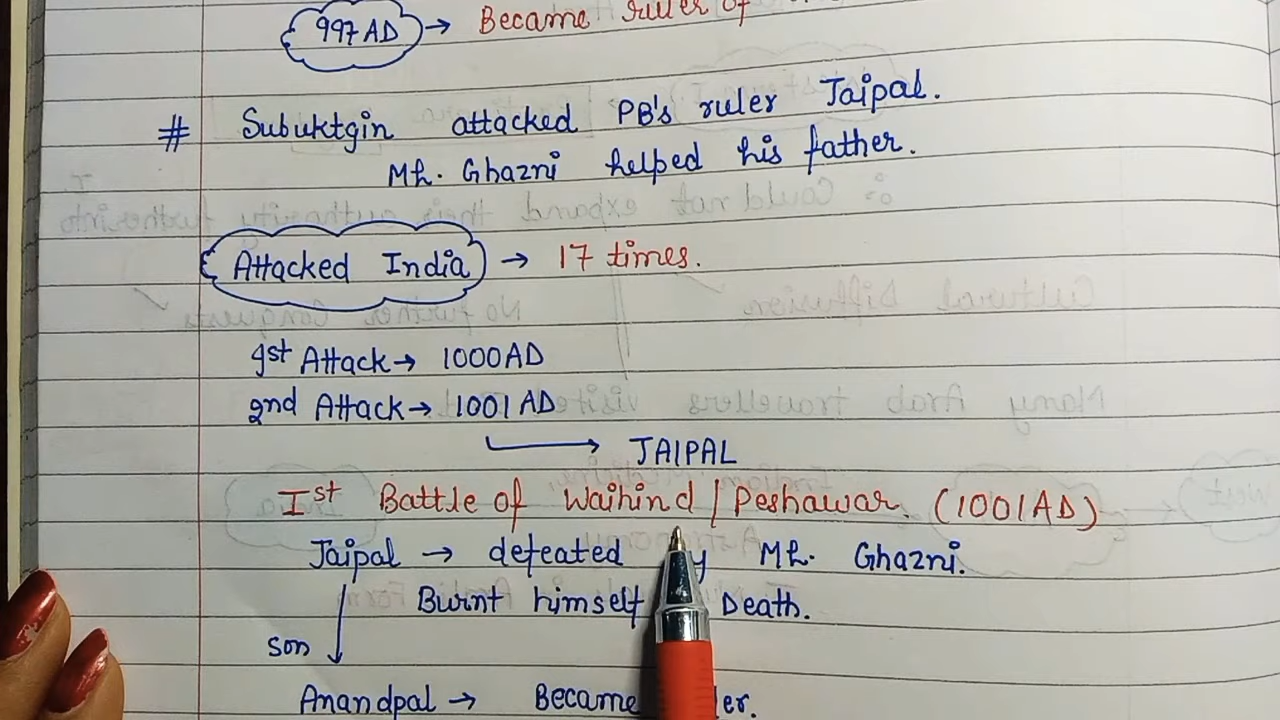 997 AD → Became ruler of
# Subuktgin attacked PB's ruler Jaipal.
Mh. Ghazni helped his father.
Attacked India → 17 times.
1st Attack → 1000 AD
2nd Attack → 1001 AD
→ JAIPAL
Ist Battle of Waihind / Peshawar. (1001 AD)
Jaipal → defeated Mh. Ghazni.
Burnt himself Death.
son
Anandpal → Became